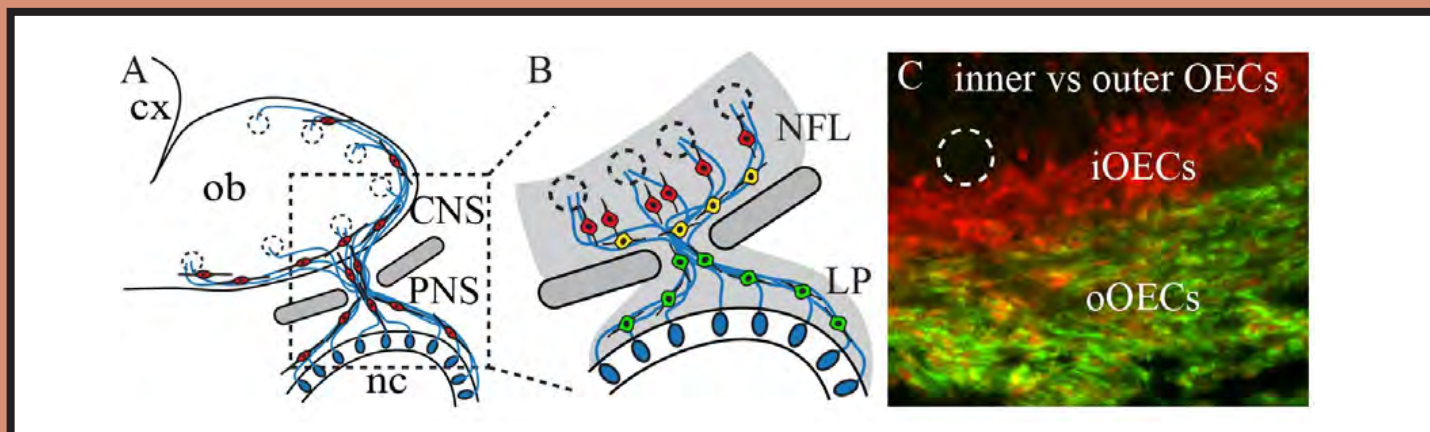 A
cx
ob
CNS
PNS
nc
B
NFL
LP
C inner vs outer OECs
iOECs
oOECs